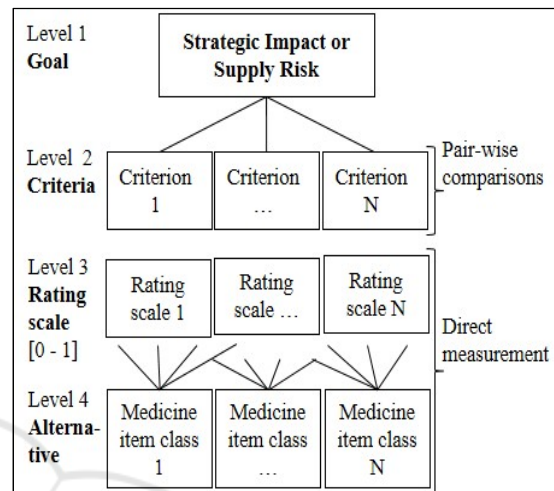 Level 1
Goal
Strategic Impact or
Supply Risk
Level 2
Criteria
Criterion
1
Criterion
...
Criterion
N
Pair-wise
comparisons
Level 3
Rating
scale
[0 - 1]
Rating
scale 1
Rating
scale ...
Rating
scale N
Direct
measurement
Level 4
Alterna-
tive
Medicine
item class
1
Medicine
item class
...
Medicine
item class
N